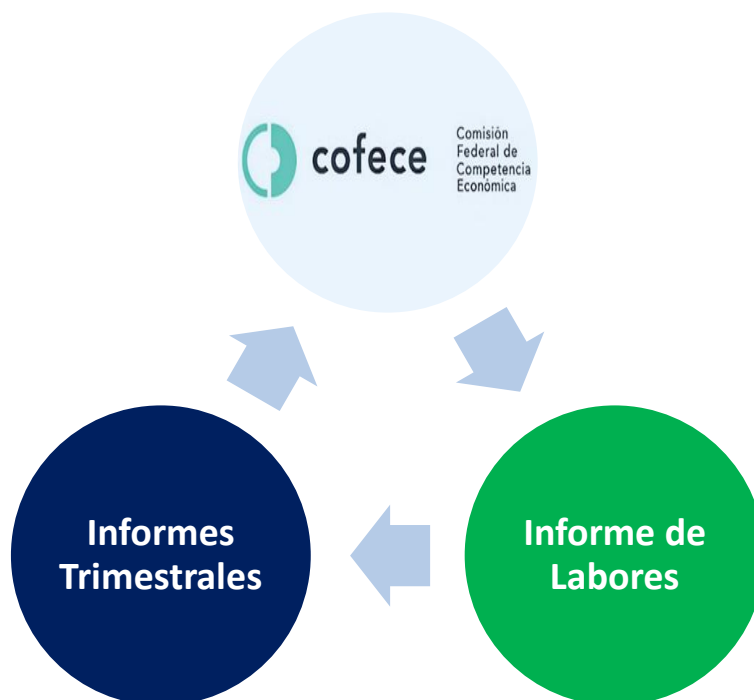 cofece
Comisión
Federal de
Competencia
Económica
Informes
Trimestrales
Informe de
Labores